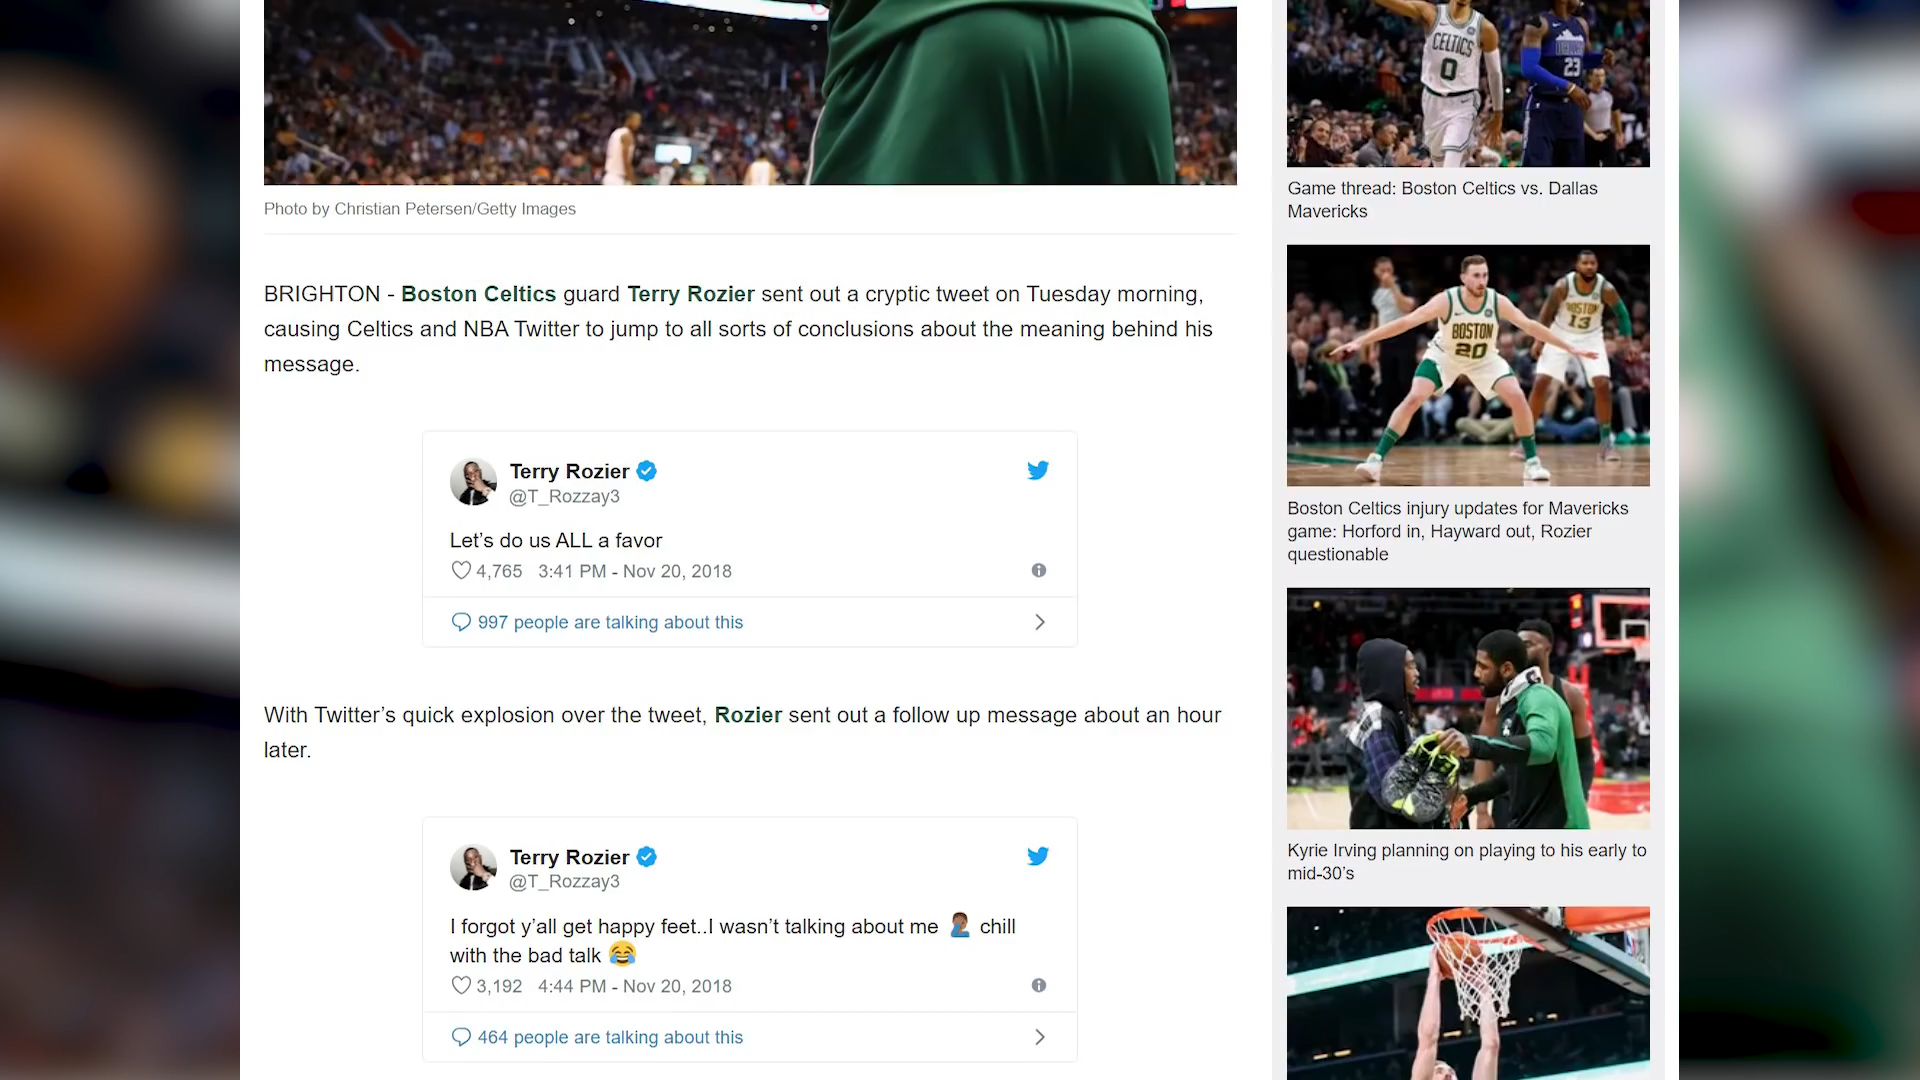 Photo by Christian Petersen/Getty Images
BRIGHTON - Boston Celtics guard Terry Rozier sent out a cryptic tweet on Tuesday morning,
causing Celtics and NBA Twitter to jump to all sorts of conclusions about the meaning behind his
message.
Terry Rozier
@T_Rozzay3
Let’s do us ALL a favor
4,765 3:41 PM - Nov 20, 2018
997 people are talking about this
With Twitter’s quick explosion over the tweet, Rozier sent out a follow up message about an hour
later.
Terry Rozier
@T_Rozzay3
I forgot y’all get happy feet..I wasn’t talking about me 🤦🏾‍♂️ chill
with the bad talk 😂
3,192 4:44 PM - Nov 20, 2018
464 people are talking about this
CELTICS
0
23
Game thread: Boston Celtics vs. Dallas
Mavericks
BOSTON
20
BOSTON
13
Boston Celtics injury updates for Mavericks
game: Horford in, Hayward out, Rozier
questionable
Kyrie Irving planning on playing to his early to
mid-30’s